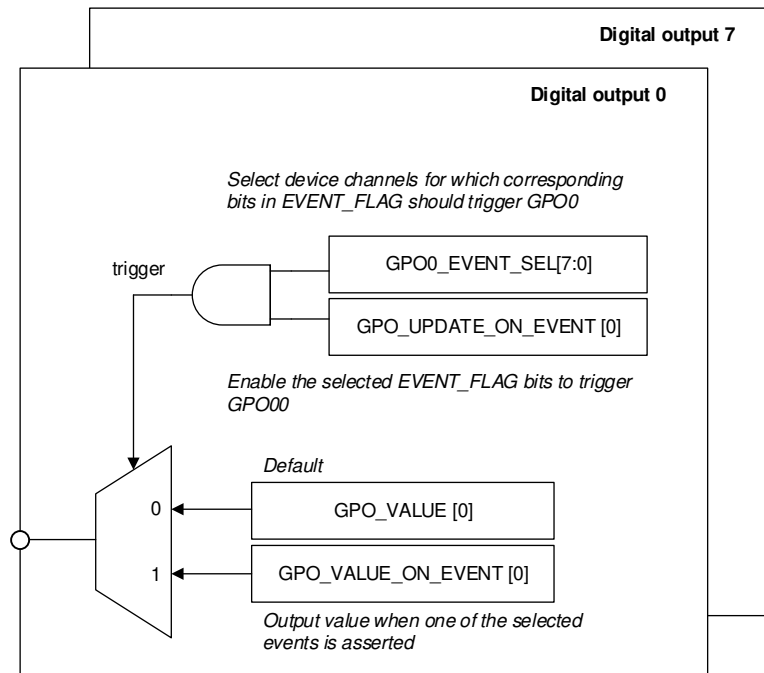 Digital output 7
Digital output 0
Select device channels for which corresponding
bits in EVENT_FLAG should trigger GPO0
trigger
GPO0_EVENT_SEL[7:0]
GPO_UPDATE_ON_EVENT [0]
Enable the selected EVENT_FLAG bits to trigger
GPO00
Default
0
GPO_VALUE [0]
1
GPO_VALUE_ON_EVENT [0]
Output value when one of the selected
events is asserted